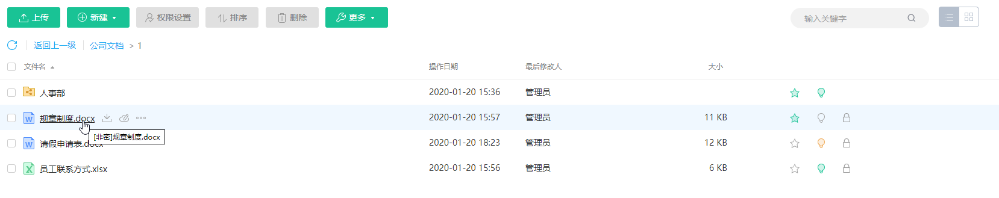 上传 新建 权限设置 排序 删除 更多 输入关键字
返回上一级 公司文档 > 1
文件名 操作日期 最后修改人 大小
人事部 2020-01-20 15:36 管理员
规章制度.docx 2020-01-20 15:57 管理员 11 KB
[非密]规章制度.docx
请假申请表.docx 2020-01-20 18:23 管理员 12 KB
员工联系方式.xlsx 2020-01-20 15:56 管理员 6 KB